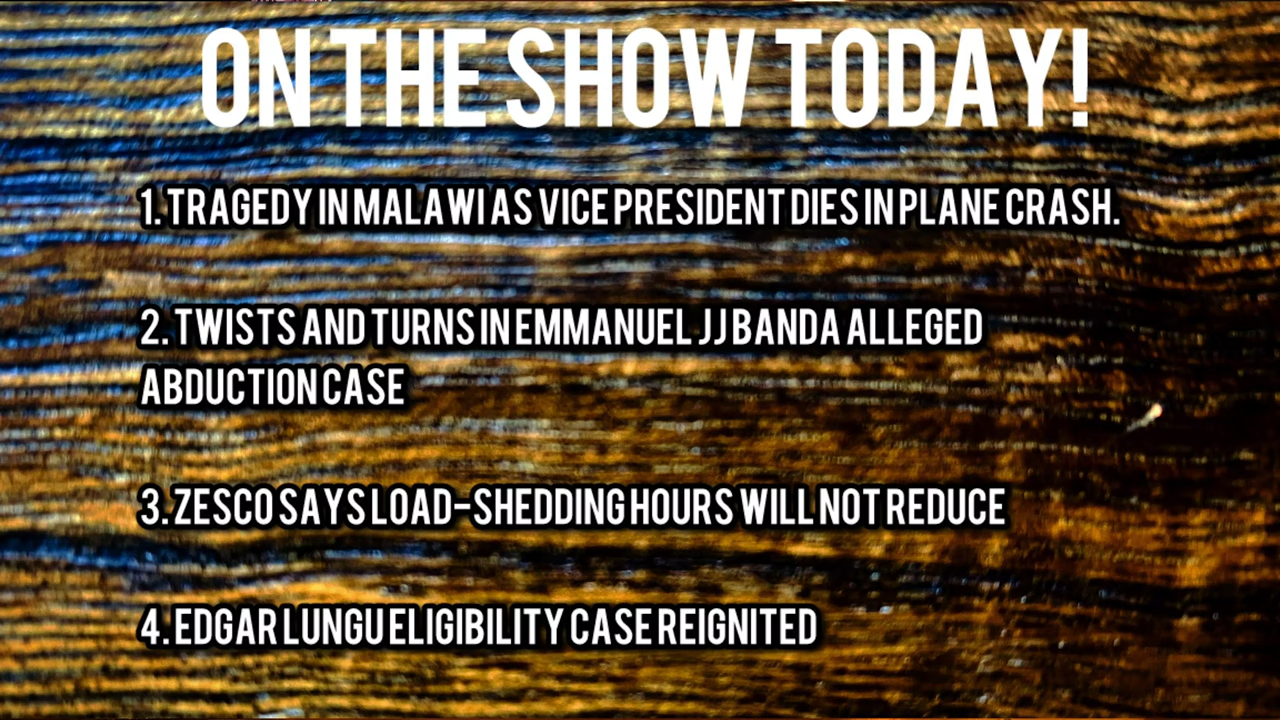 ON THE SHOW TODAY!
1. TRAGEDY IN MALAWI AS VICE PRESIDENT DIES IN PLANE CRASH.
2. TWISTS AND TURNS IN EMMANUEL JJ BANDA ALLEGED
ABDUCTION CASE
3. ZESCO SAYS LOAD-SHEDDING HOURS WILL NOT REDUCE
4. EDGAR LUNGU ELIGIBILITY CASE REIGNITED